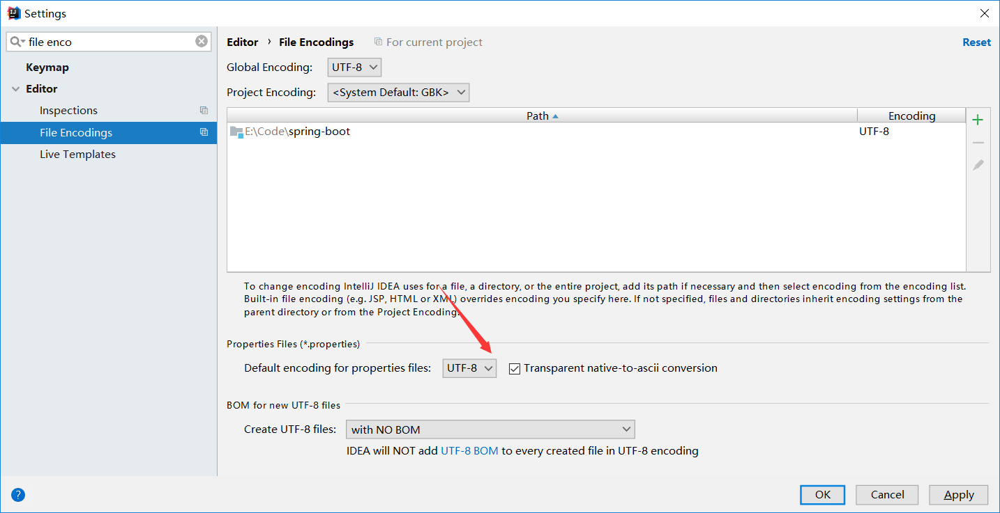 Settings
file enco
Keymap
Editor
Inspections
File Encodings
Live Templates
Editor › File Encodings For current project Reset
Global Encoding: UTF-8
Project Encoding: <System Default: GBK>
Path Encoding
E:\Code\spring-boot UTF-8
To change encoding IntelliJ IDEA uses for a file, a directory, or the entire project, add its path if necessary and then select encoding from the encoding list.
Built-in file encoding (e.g. JSP, HTML or XML) overrides encoding you specify here. If not specified, files and directories inherit encoding settings from the
parent directory or from the Project Encoding.
Properties Files (*.properties)
Default encoding for properties files: UTF-8 Transparent native-to-ascii conversion
BOM for new UTF-8 files
Create UTF-8 files: with NO BOM
IDEA will NOT add UTF-8 BOM to every created file in UTF-8 encoding
? OK Cancel Apply